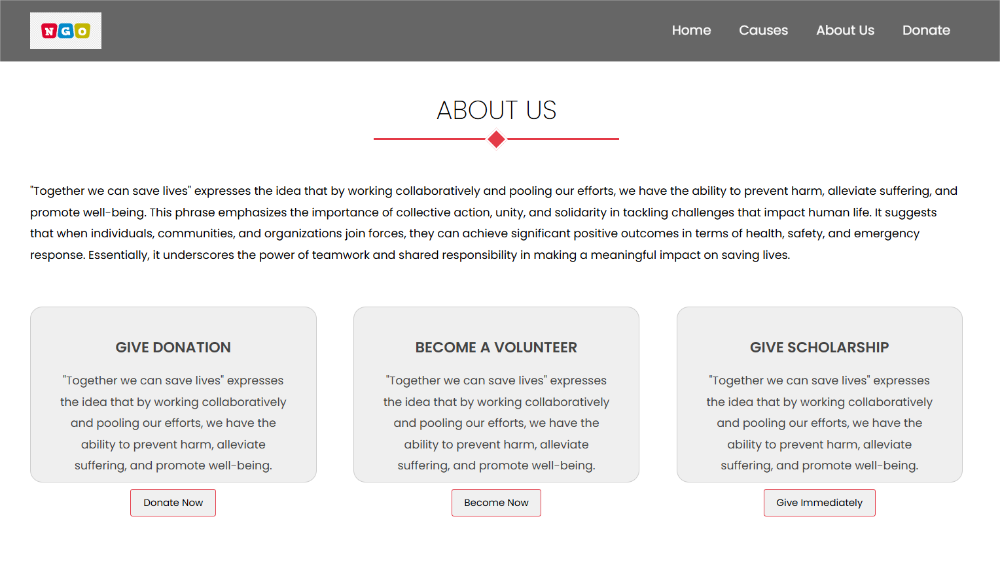 NGO
Home Causes About Us Donate
ABOUT US
"Together we can save lives" expresses the idea that by working collaboratively and pooling our efforts, we have the ability to prevent harm, alleviate suffering, and
promote well-being. This phrase emphasizes the importance of collective action, unity, and solidarity in tackling challenges that impact human life. It suggests
that when individuals, communities, and organizations join forces, they can achieve significant positive outcomes in terms of health, safety, and emergency
response. Essentially, it underscores the power of teamwork and shared responsibility in making a meaningful impact on saving lives.
GIVE DONATION
"Together we can save lives" expresses
the idea that by working collaboratively
and pooling our efforts, we have the
ability to prevent harm, alleviate
suffering, and promote well-being.
Donate Now
BECOME A VOLUNTEER
"Together we can save lives" expresses
the idea that by working collaboratively
and pooling our efforts, we have the
ability to prevent harm, alleviate
suffering, and promote well-being.
Become Now
GIVE SCHOLARSHIP
"Together we can save lives" expresses
the idea that by working collaboratively
and pooling our efforts, we have the
ability to prevent harm, alleviate
suffering, and promote well-being.
Give Immediately